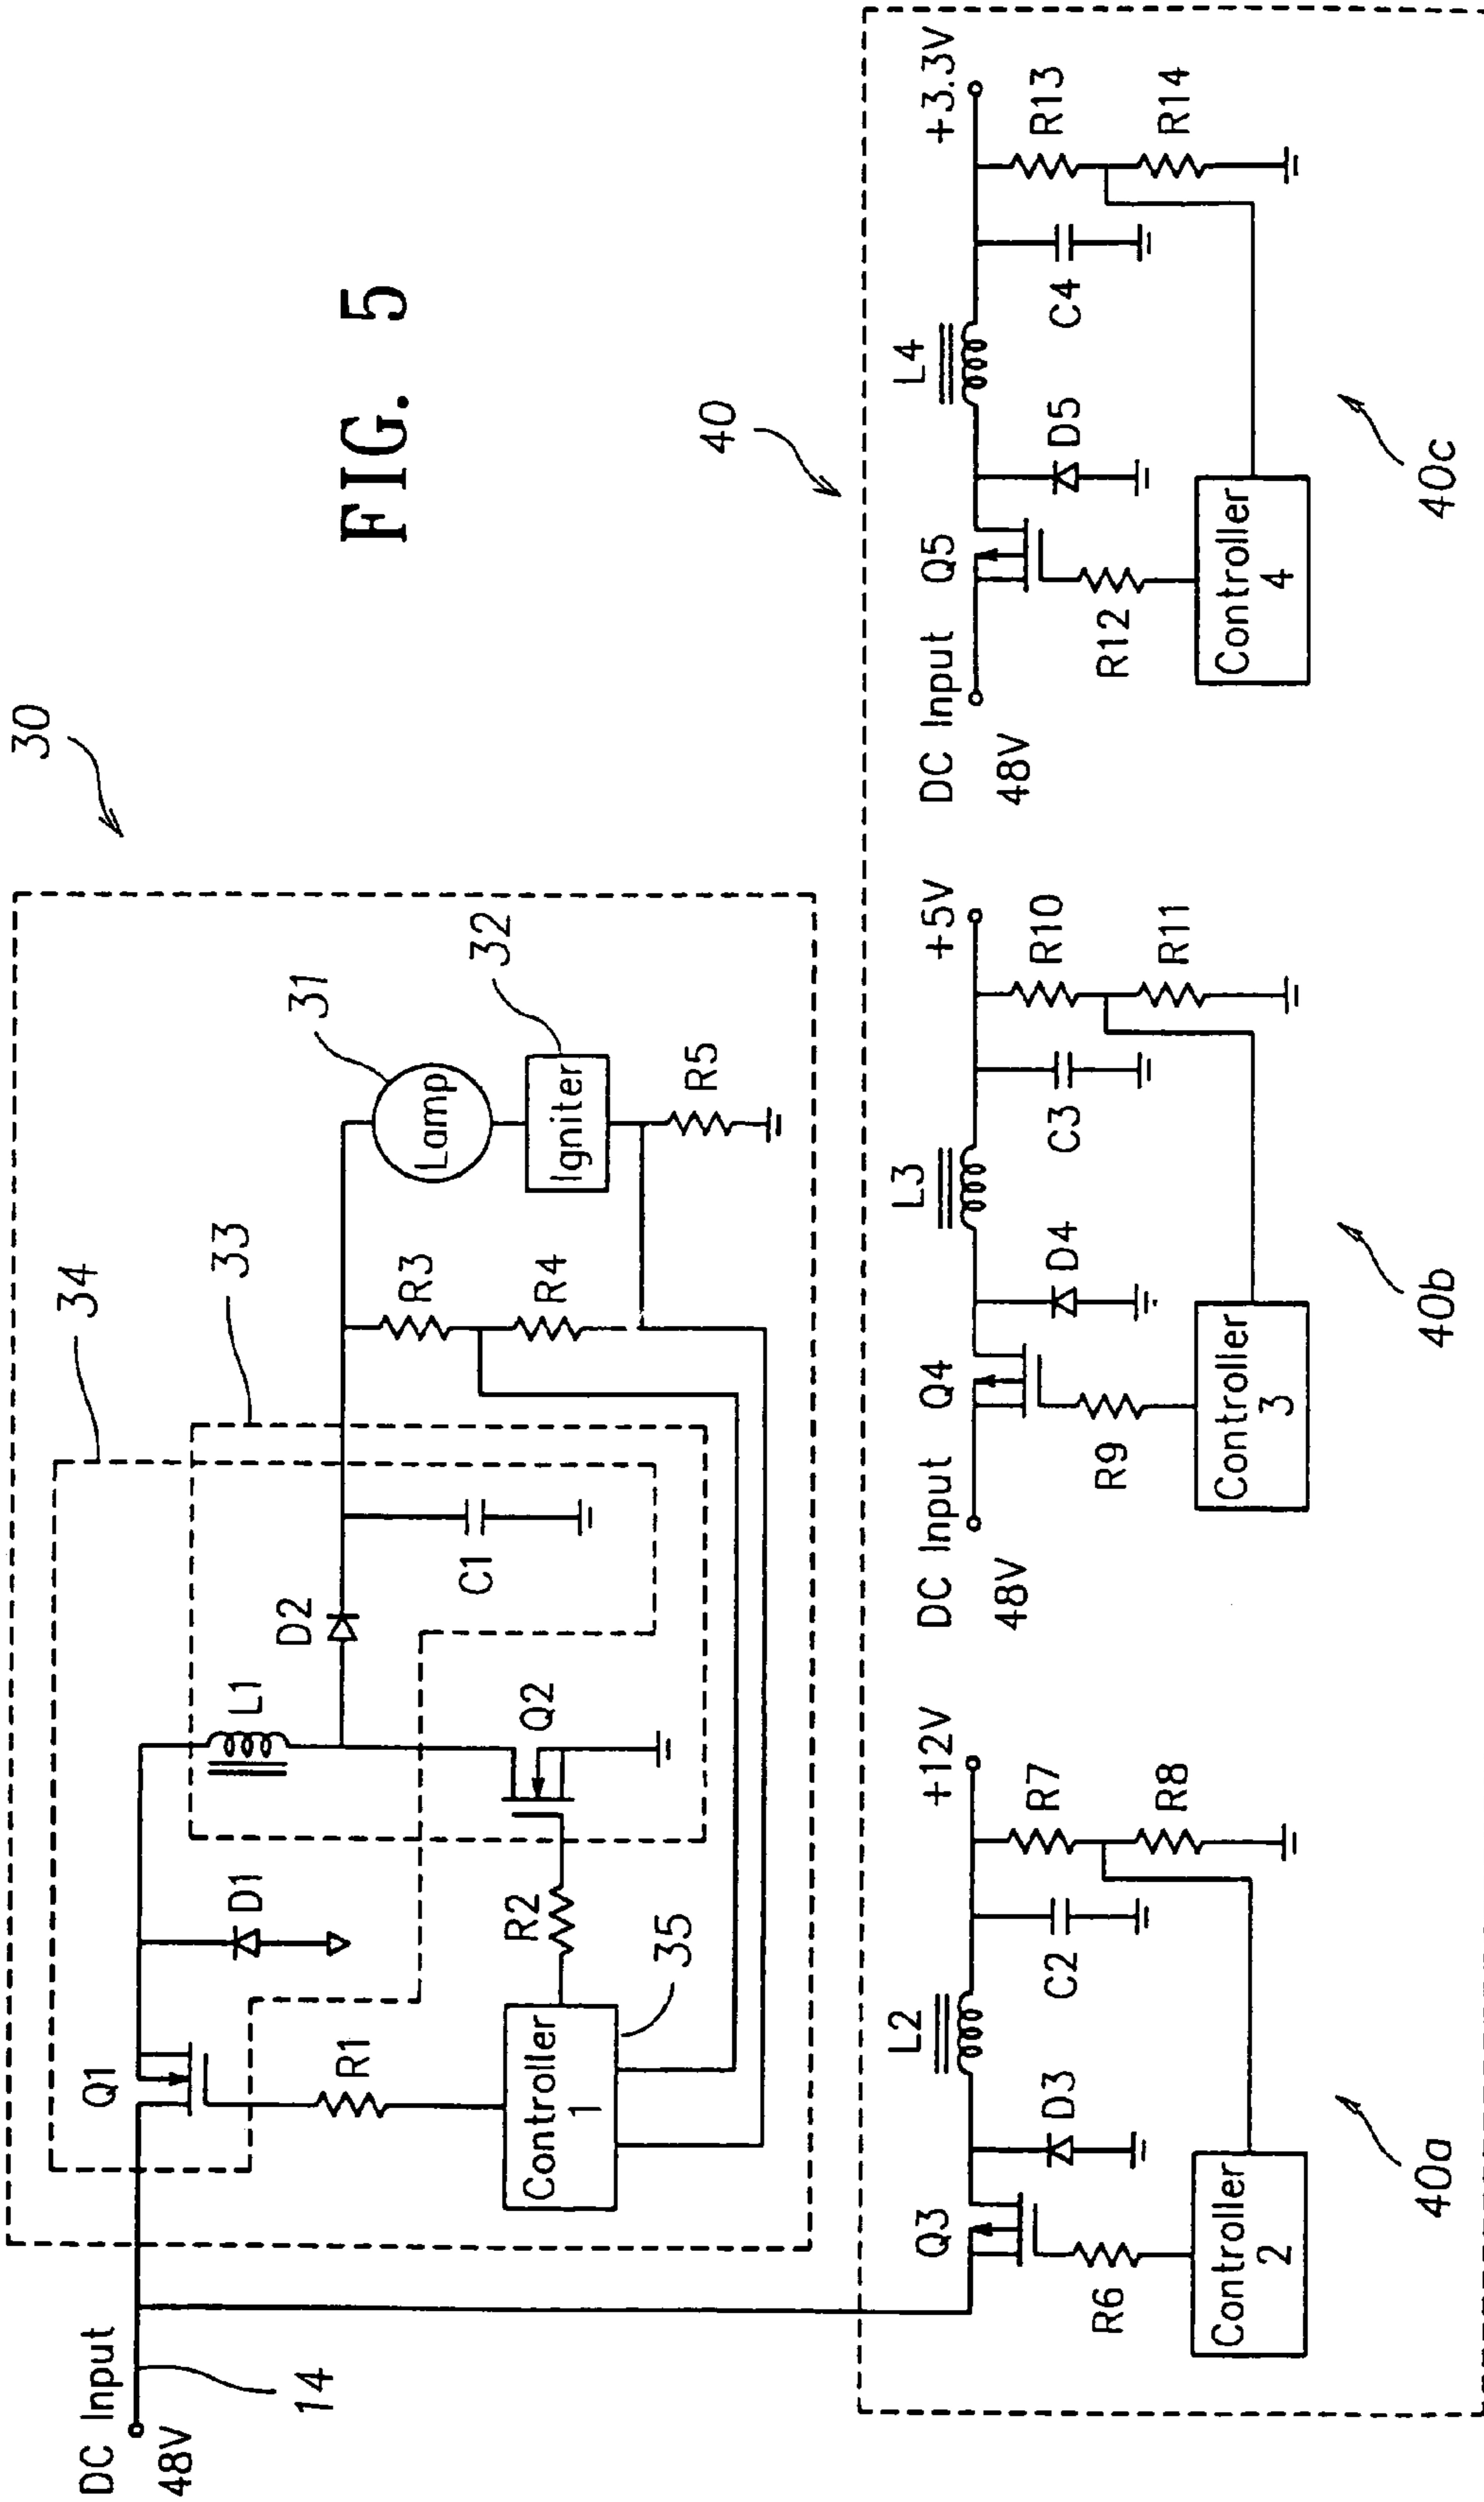 FIG. 5
30
DC Input
48V
14
34
33
Q1
D1
L1
D2
C1
Q2
R1
R2
Controller
1
35
R3
R4
31
Lamp
32
Igniter
R5
40
Q3
D3
L2
+12V
C2
R7
R8
R6
Controller
2
40a
DC Input
48V
Q4
D4
L3
+5V
C3
R10
R11
R9
Controller
3
40b
DC Input
48V
Q5
D5
L4
+3.3V
C4
R13
R14
R12
Controller
4
40c